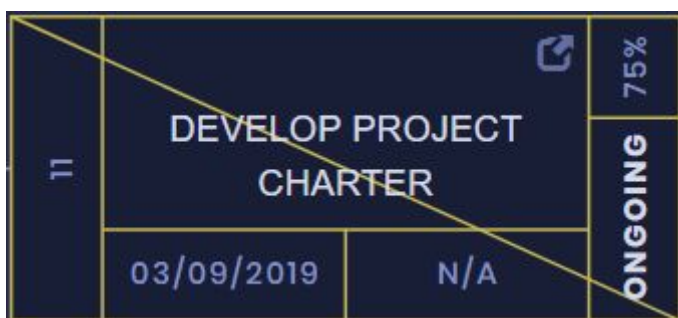 11
DEVELOP PROJECT
CHARTER
75%
ONGOING
03/09/2019
N/A